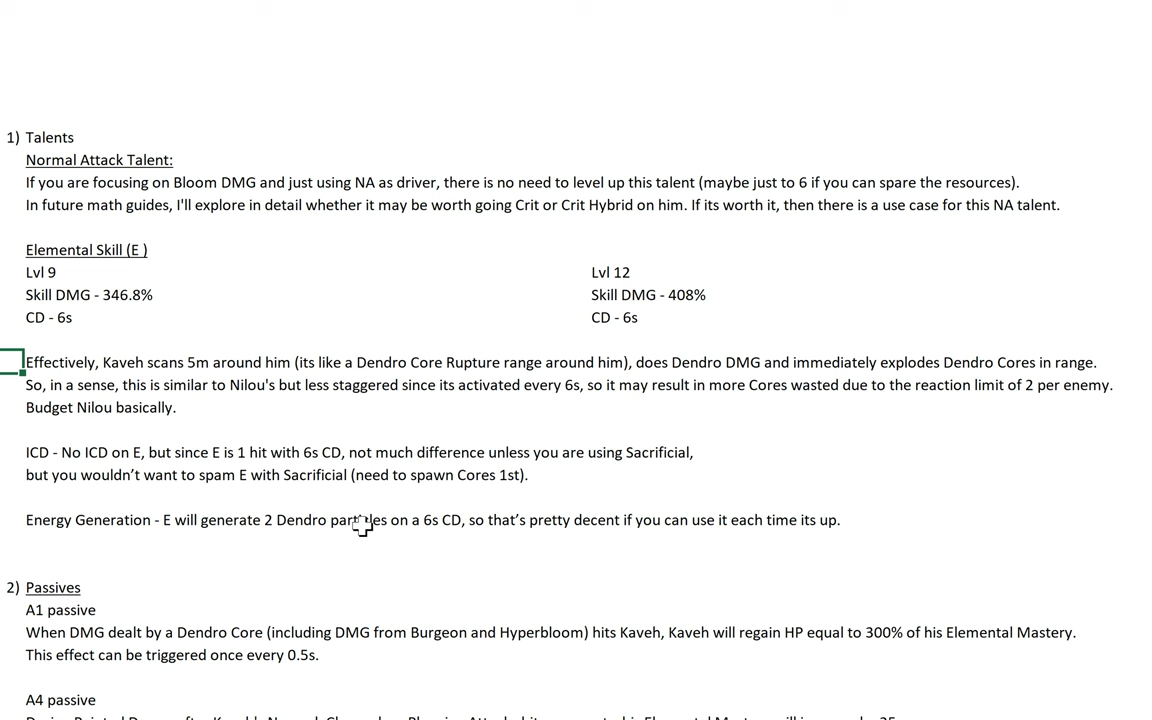 1) Talents
Normal Attack Talent:
If you are focusing on Bloom DMG and just using NA as driver, there is no need to level up this talent (maybe just to 6 if you can spare the resources).
In future math guides, I'll explore in detail whether it may be worth going Crit or Crit Hybrid on him. If its worth it, then there is a use case for this NA talent.
Elemental Skill (E )
Lvl 9 Lvl 12
Skill DMG - 346.8% Skill DMG - 408%
CD - 6s CD - 6s
Effectively, Kaveh scans 5m around him (its like a Dendro Core Rupture range around him), does Dendro DMG and immediately explodes Dendro Cores in range.
So, in a sense, this is similar to Nilou's but less staggered since its activated every 6s, so it may result in more Cores wasted due to the reaction limit of 2 per enemy.
Budget Nilou basically.
ICD - No ICD on E, but since E is 1 hit with 6s CD, not much difference unless you are using Sacrificial,
but you wouldn’t want to spam E with Sacrificial (need to spawn Cores 1st).
Energy Generation - E will generate 2 Dendro particles on a 6s CD, so that’s pretty decent if you can use it each time its up.
2) Passives
A1 passive
When DMG dealt by a Dendro Core (including DMG from Burgeon and Hyperbloom) hits Kaveh, Kaveh will regain HP equal to 300% of his Elemental Mastery.
This effect can be triggered once every 0.5s.
A4 passive